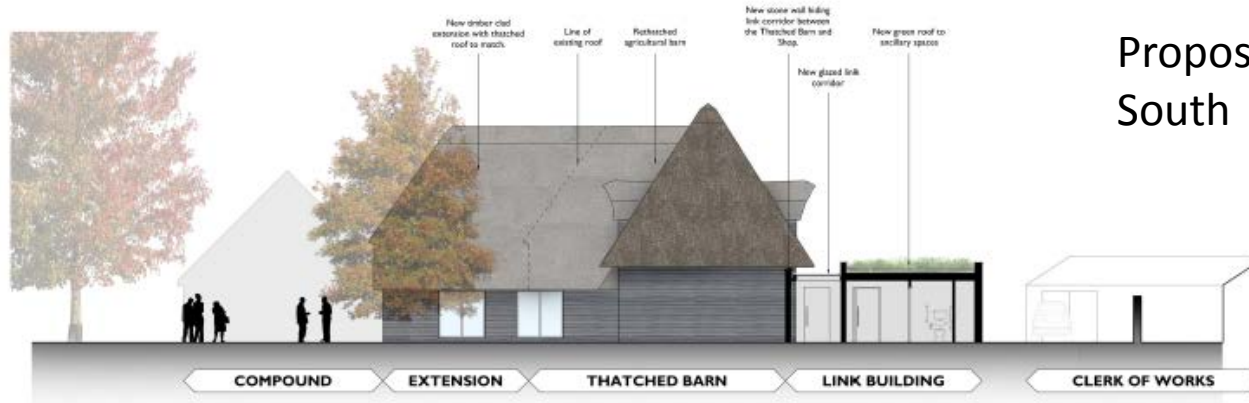 New timber clad
extension with thatched
roof to match.
Line of
existing roof
Rethatched
agricultural barn
New stone wall hiding
link corridor between
the Thatched Barn and
Shop.
New glazed link
corridor
New green roof to
ancillary spaces
Propos
South
COMPOUND
EXTENSION
THATCHED BARN
LINK BUILDING
CLERK OF WORKS